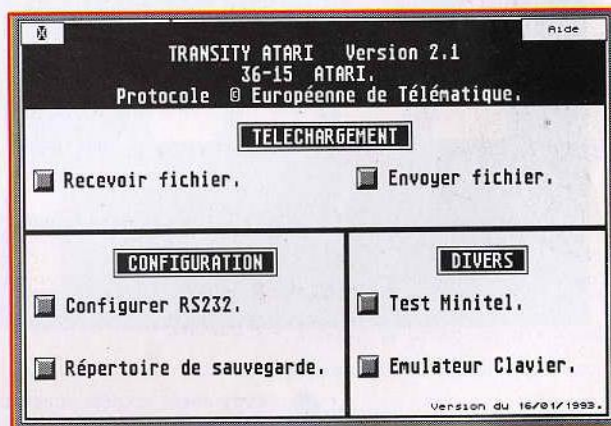 Aide
TRANSITY ATARI Version 2.1
36-15 ATARI.
Protocole © Européenne de Télématique.
TELECHARGEMENT
Recevoir fichier.
Envoyer fichier.
CONFIGURATION
Configurer RS232.
Répertoire de sauvegarde.
DIVERS
Test Minitel.
Emulateur Clavier.
Version du 16/01/1993.